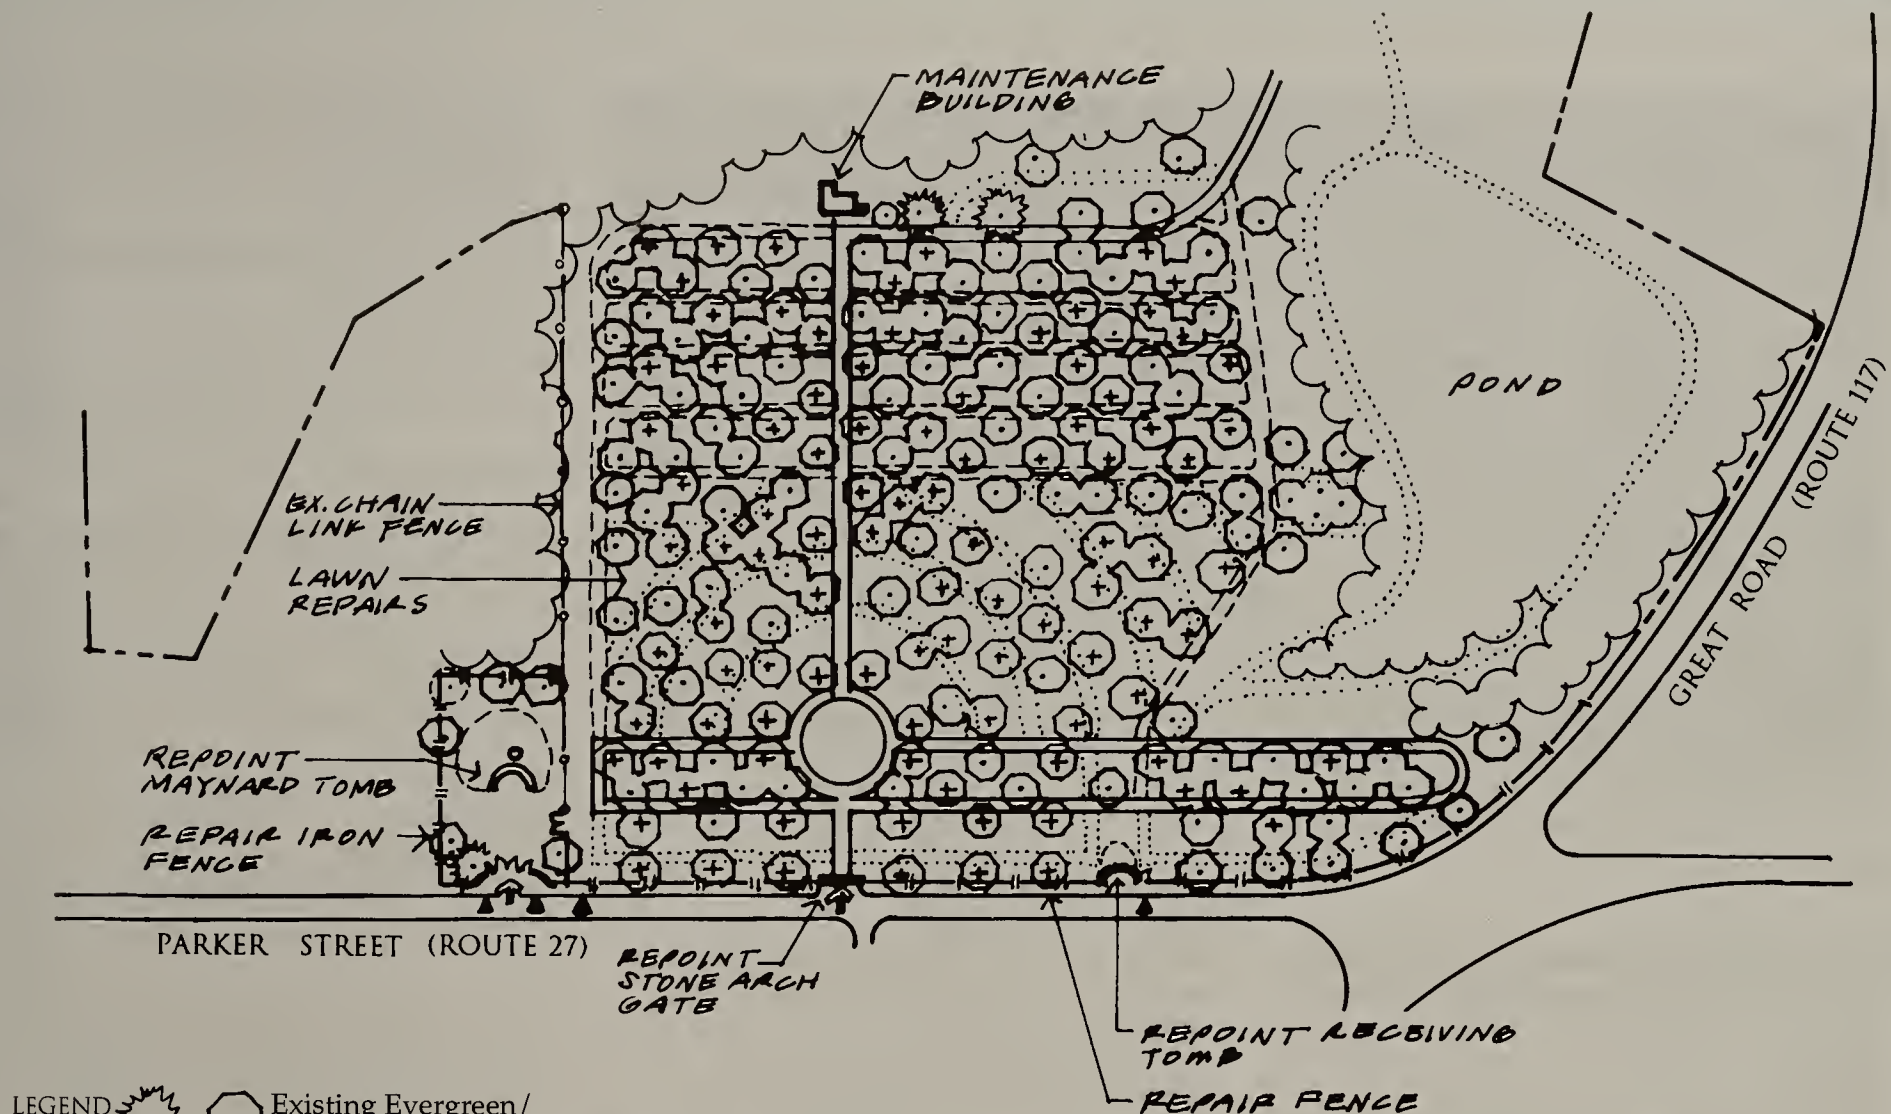 MAINTENANCE
BUILDING
POND
GREAT ROAD (ROUTE 117)
EX. CHAIN
LINK FENCE
LAWN
REPAIRS
REPOINT
MAYNARD TOMB
REPAIR IRON
FENCE
PARKER STREET (ROUTE 27)
REPOINT
STONE ARCH
GATE
REPOINT RECEIVING
TOMB
REPAIR FENCE
LEGEND
Existing Evergreen/